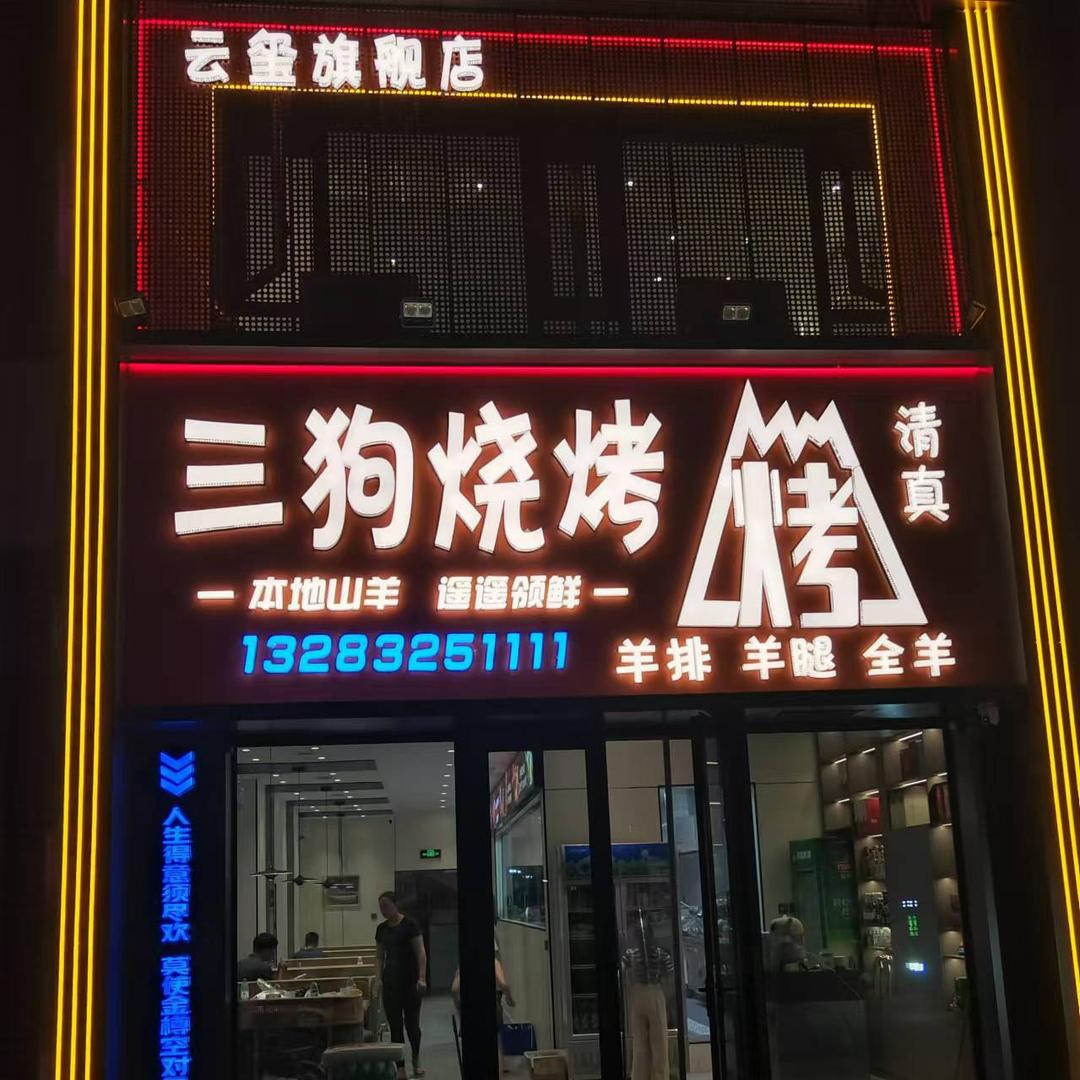 云玺旗舰店
三狗烧烤
烤
清真
本地山羊 遥遥领鲜
13283251111
羊排 羊腿 全羊
人生得意须尽欢 莫使金樽空对